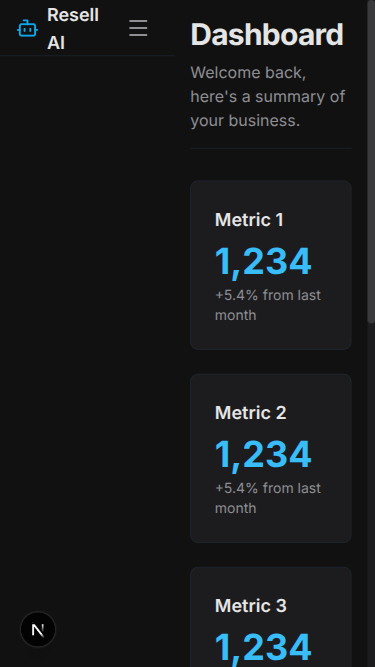 Resell
AI
Dashboard
Welcome back,
here's a summary of
your business.
Metric 1
1,234
+5.4% from last
month
Metric 2
1,234
+5.4% from last
month
Metric 3
1,234
N